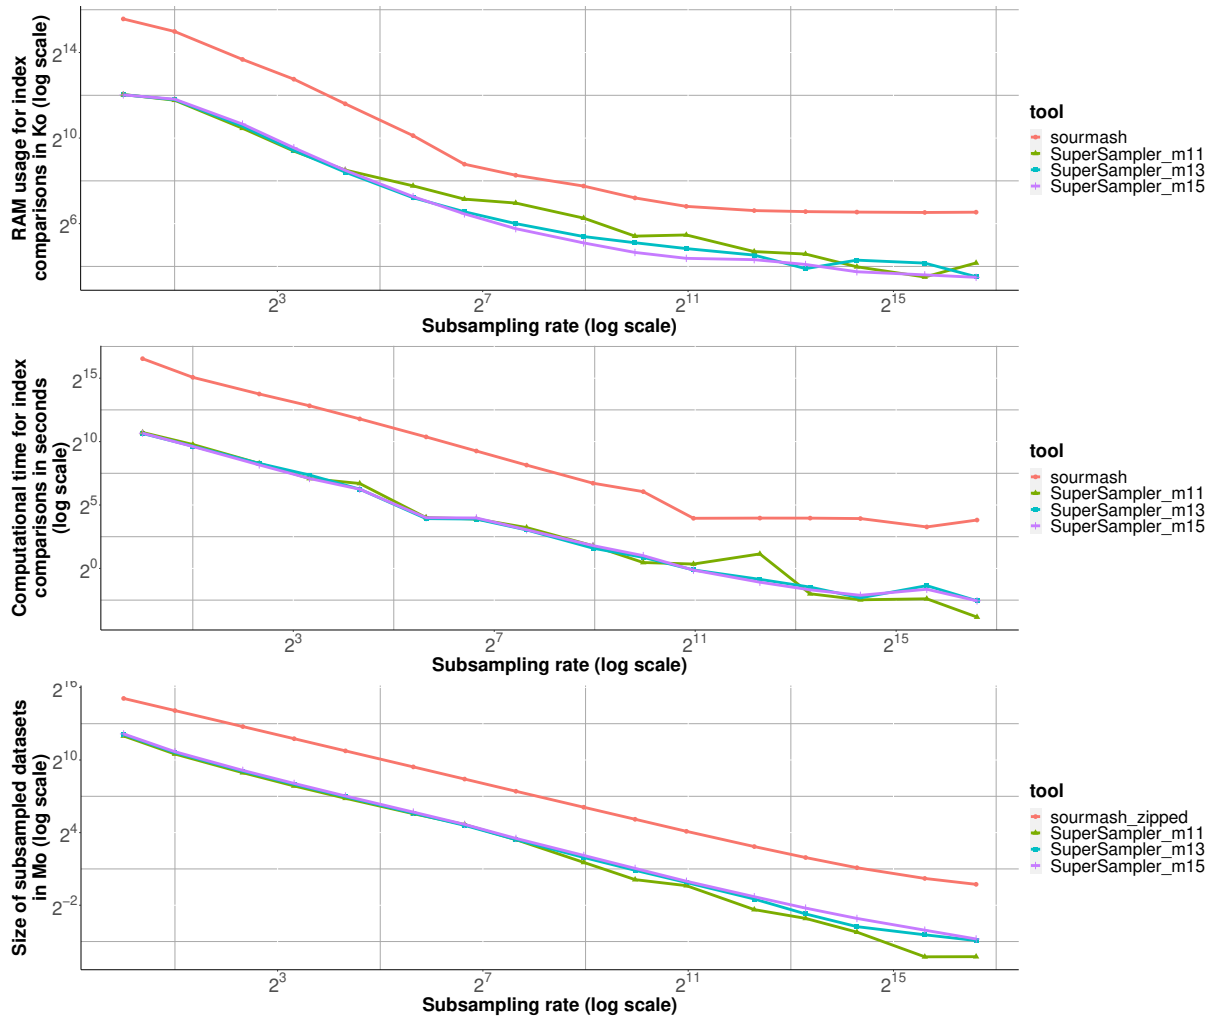 RAM usage for index
comparisons in Ko (log scale)
2^14
2^10
2^6
2^3
2^7
2^11
2^15
Subsampling rate (log scale)
tool
sourmash
SuperSampler_m11
SuperSampler_m13
SuperSampler_m15
Computational time for index
comparisons in seconds
(log scale)
2^15
2^10
2^5
2^0
2^3
2^7
2^11
2^15
Subsampling rate (log scale)
tool
sourmash
SuperSampler_m11
SuperSampler_m13
SuperSampler_m15
Size of subsampled datasets
in Mo (log scale)
2^16
2^10
2^4
2^−2
2^3
2^7
2^11
2^15
Subsampling rate (log scale)
tool
sourmash_zipped
SuperSampler_m11
SuperSampler_m13
SuperSampler_m15